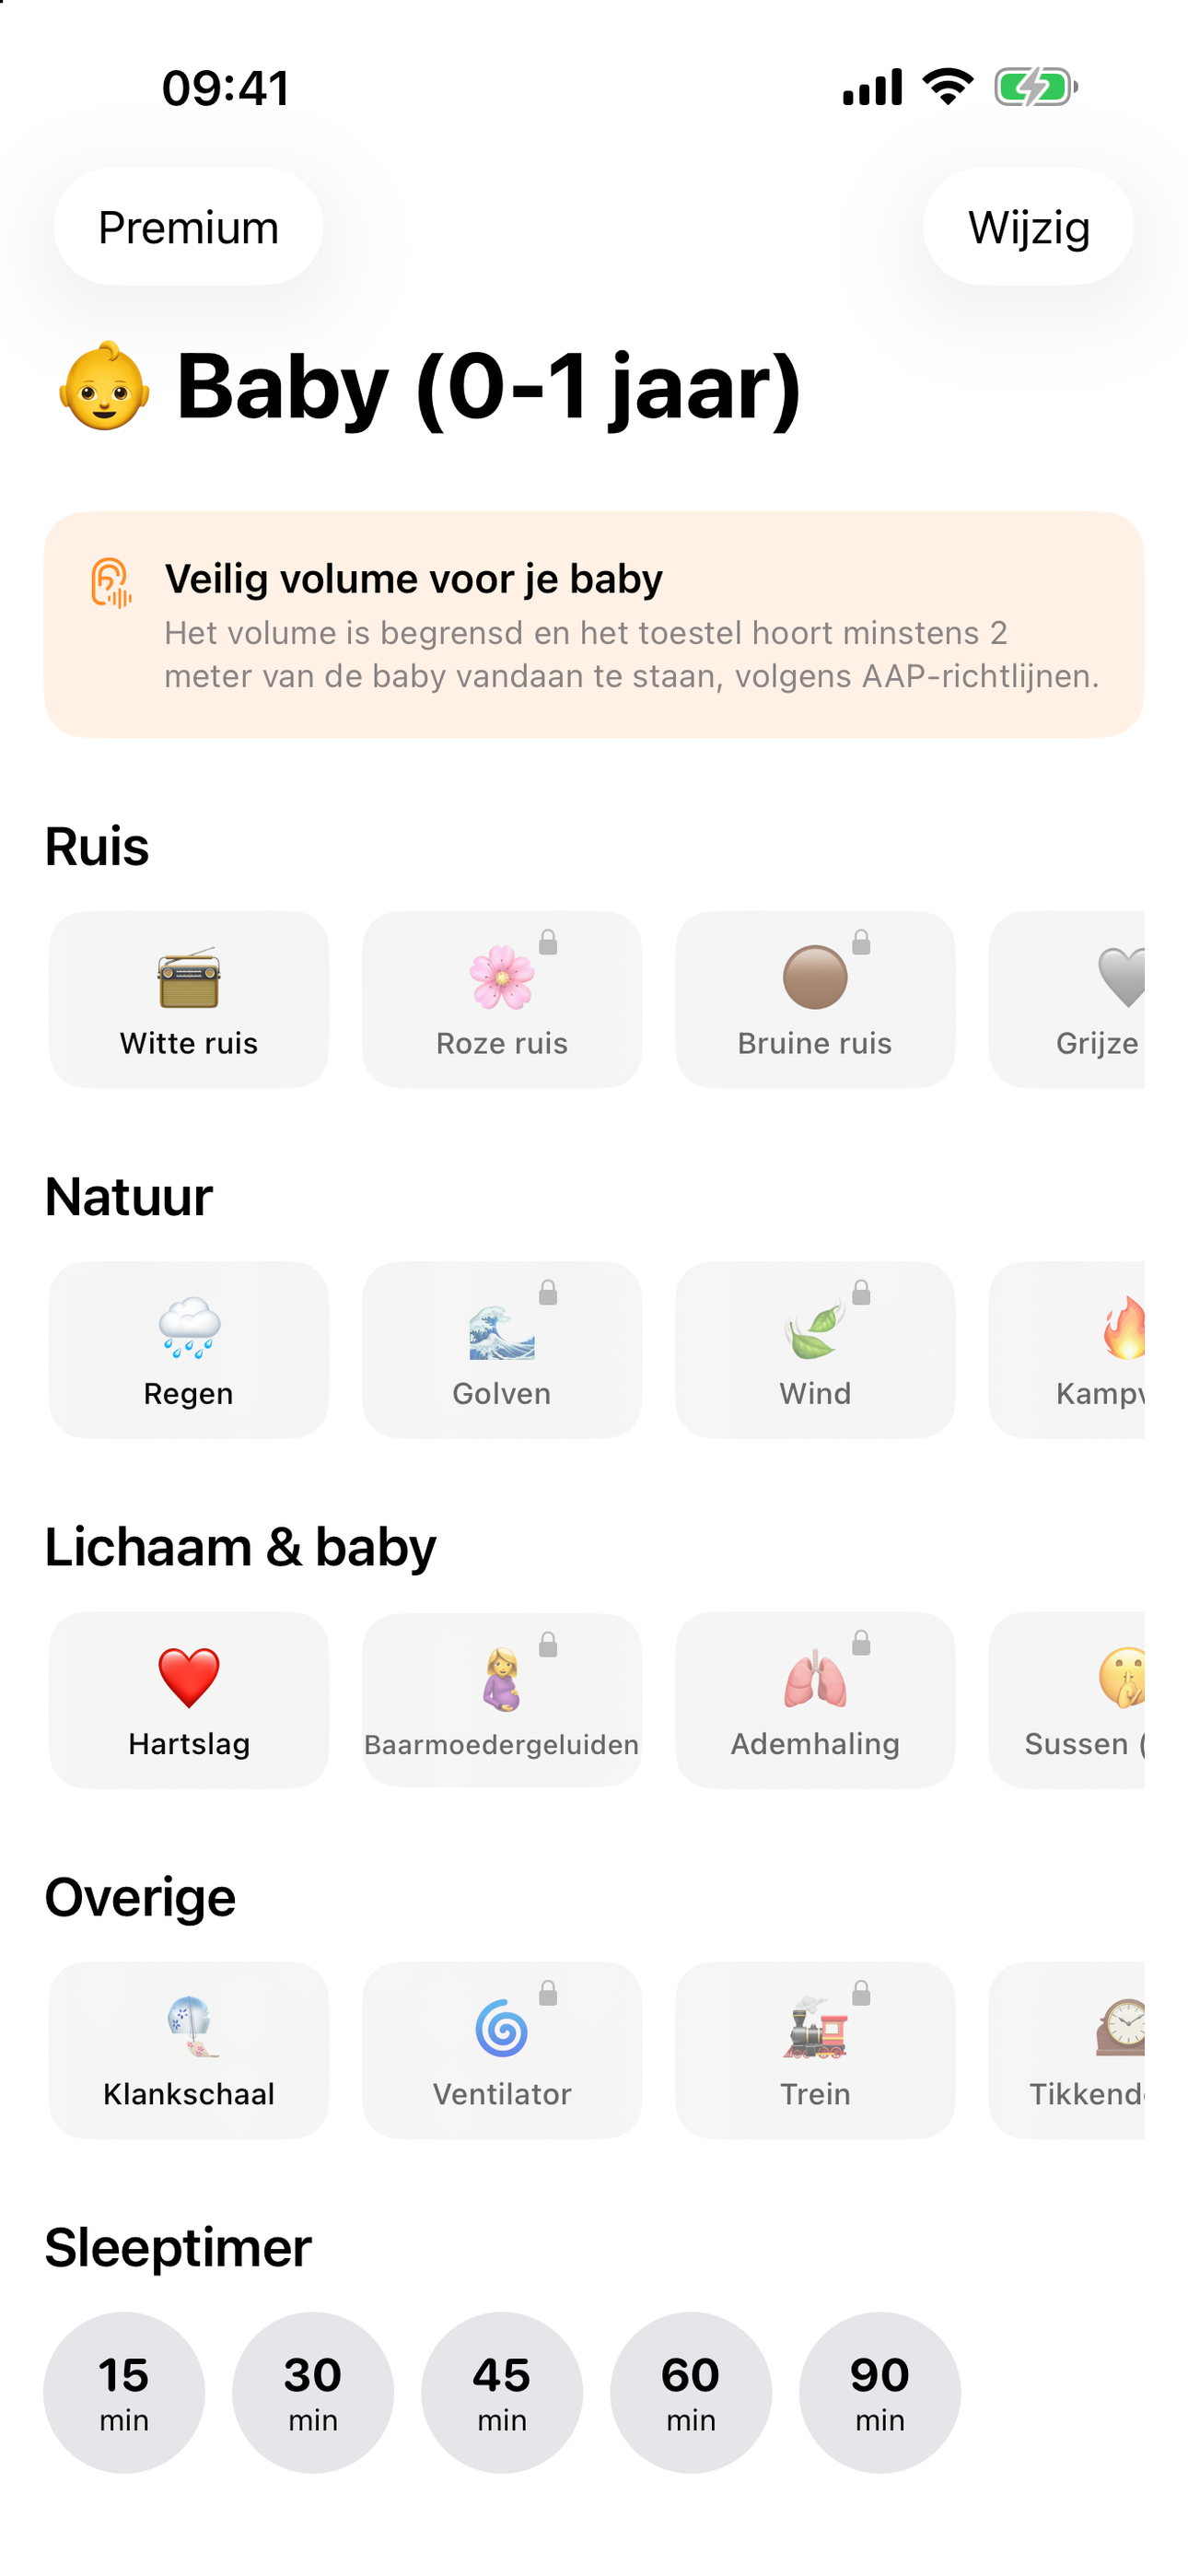 09:41
Premium
Wijzig
Baby (0-1 jaar)
Veilig volume voor je baby
Het volume is begrensd en het toestel hoort minstens 2
meter van de baby vandaan te staan, volgens AAP-richtlijnen.
Ruis
Witte ruis
Roze ruis
Bruine ruis
Grijze
Natuur
Regen
Golven
Wind
Kampv
Lichaam & baby
Hartslag
Baarmoedergeluiden
Ademhaling
Sussen (
Overige
Klankschaal
Ventilator
Trein
Tikkend
Sleeptimer
15
min
30
min
45
min
60
min
90
min